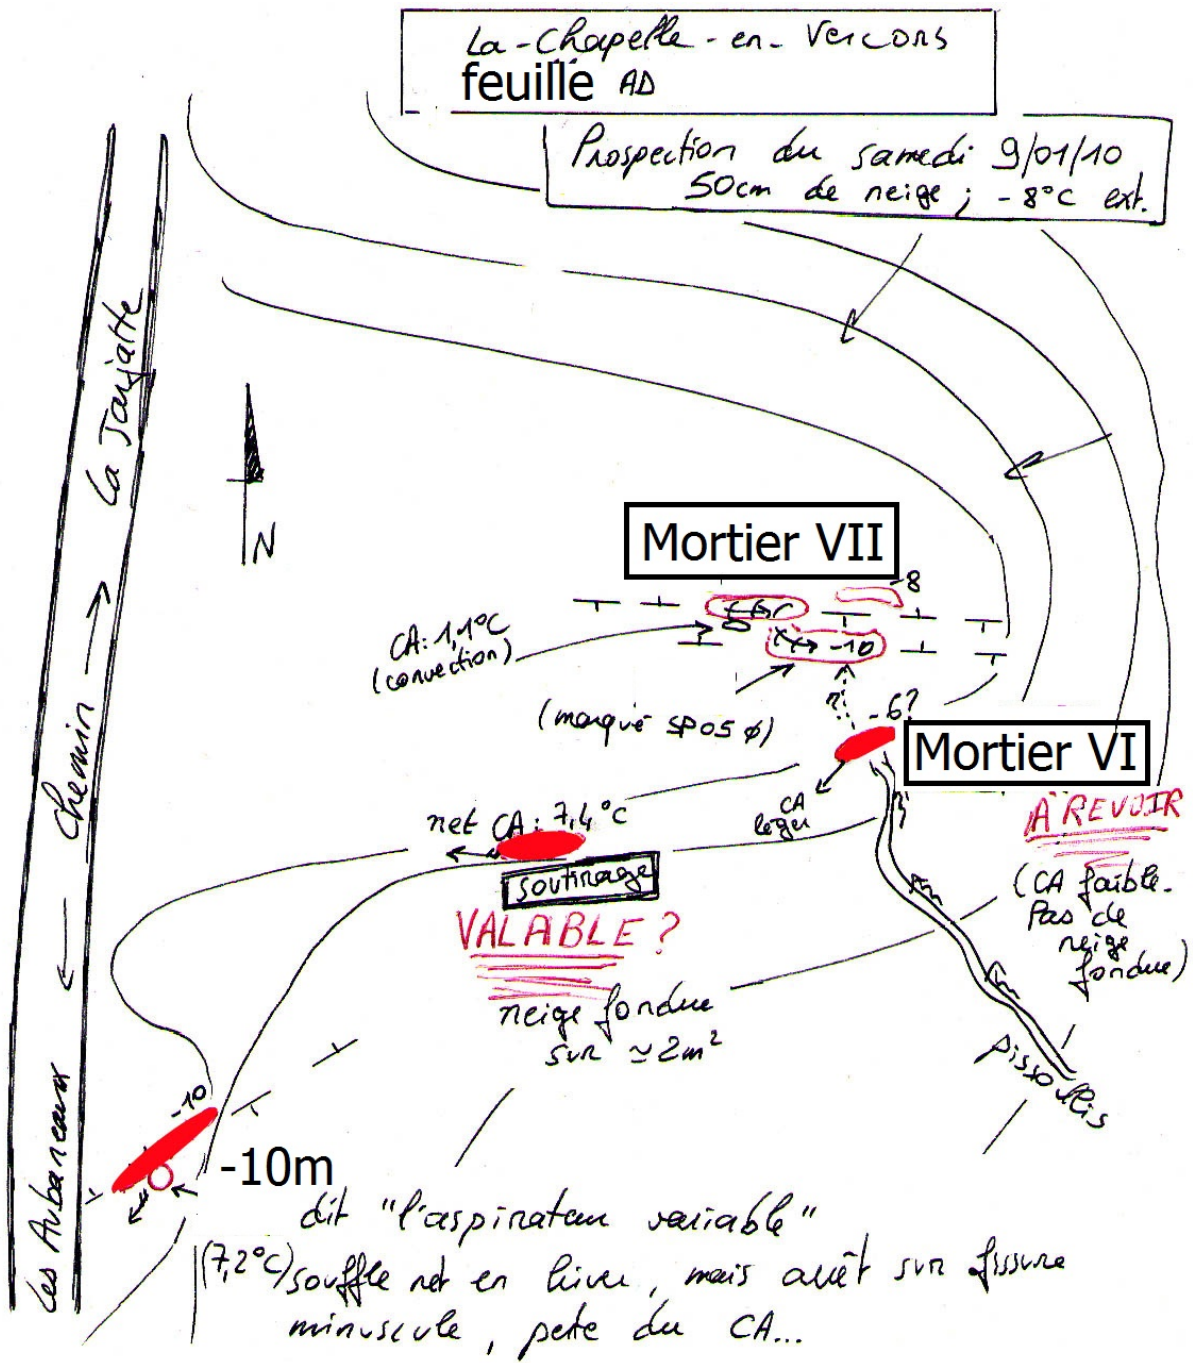 La-Chapelle-en-Vercors
feuille AD
Prospection du samedi 9/01/10
50cm de neige ; -8°C ext.
La Jarjatte
Chemin
Les Aubaneaux
N
Mortier VII
-8
CA: 1,1°C
(convection)
-10
(marqué SP05 ø)
?
-6?
Mortier VI
CA
léger
À REVOIR
(CA faible.
Pas de
neige
fondue)
net CA: 7,4°C
soutirage
VALABLE ?
neige fondue
sur ≃ 2m²
pissollis
-10
-10m
dit "l'aspirateur variable"
(7,2°C) souffle net en hiver, mais arrêt sur fissure
minuscule, perte du CA...